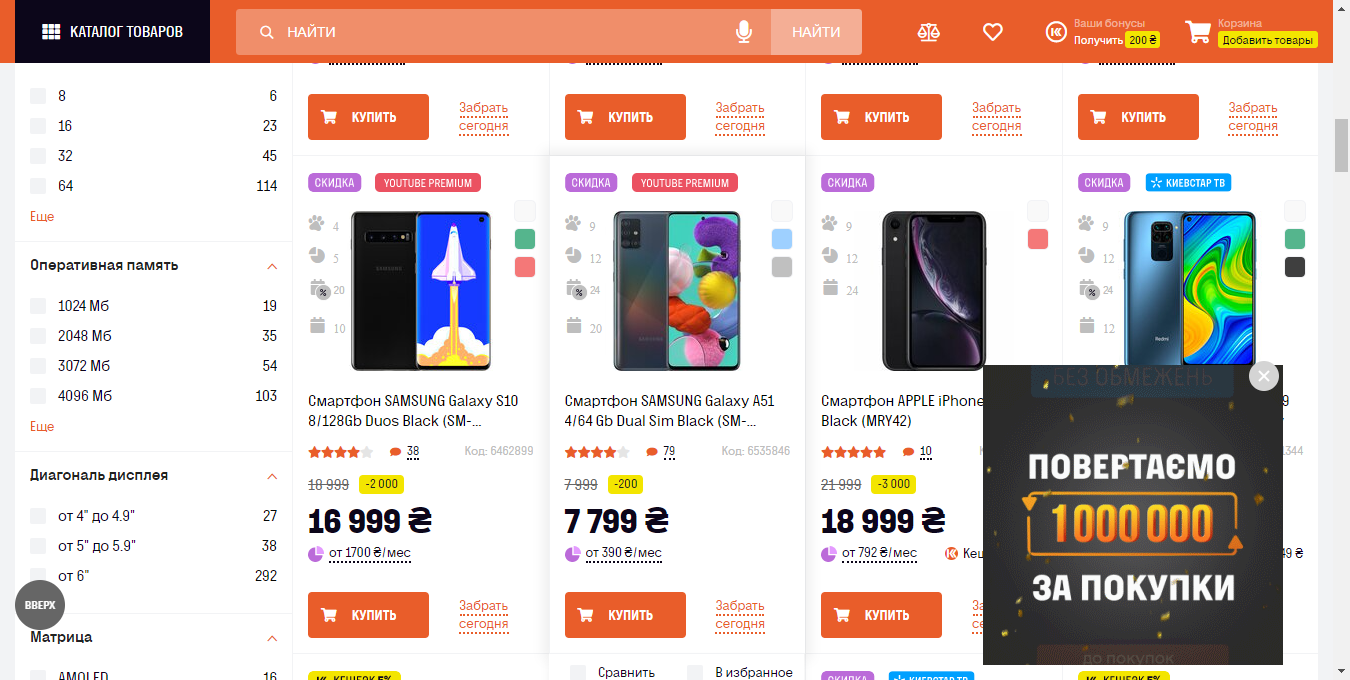 КАТАЛОГ ТОВАРОВ
НАЙТИ
НАЙТИ
Ваши бонусы
Получить 200 ₴
Корзина
Добавить товары
8 6
16 23
32 45
64 114
Еще
Оперативная память
1024 Мб 19
2048 Мб 35
3072 Мб 54
4096 Мб 103
Еще
Диагональ дисплея
от 4" до 4.9" 27
от 5" до 5.9" 38
от 6" 292
ВВЕРХ
Матрица
AMOLED 16
КУПИТЬ
Забрать
сегодня
КУПИТЬ
Забрать
сегодня
КУПИТЬ
Забрать
сегодня
КУПИТЬ
Забрать
сегодня
СКИДКА YOUTUBE PREMIUM
4
5
% 20
10
SAMSUNG
Смартфон SAMSUNG Galaxy S10
8/128Gb Duos Black (SM-...
38 Код: 6462899
18 999 -2 000
16 999 ₴
от 1700 ₴/мес
КУПИТЬ
Забрать
сегодня
СКИДКА YOUTUBE PREMIUM
9
12
% 24
20
SAMSUNG
Смартфон SAMSUNG Galaxy A51
4/64 Gb Dual Sim Black (SM-...
79 Код: 6535846
7 999 -200
7 799 ₴
от 390 ₴/мес
КУПИТЬ
Забрать
сегодня
Сравнить В избранное
СКИДКА
9
12
24
Смартфон APPLE iPhone
Black (MRY42)
10
21 999 -3 000
18 999 ₴
от 792 ₴/мес
КУПИТЬ
СКИДКА КИЕВСТАР ТВ
9
12
% 24
12
Redmi
БЕЗ ОБМЕЖЕНЬ
ПОВЕРТАЄМО
1 000 000
ЗА ПОКУПКИ
ДО ПОКУПОК
КЕШБЭК 5%
СКИДКА КИЕВСТАР ТВ
КЕШБЭК 5%